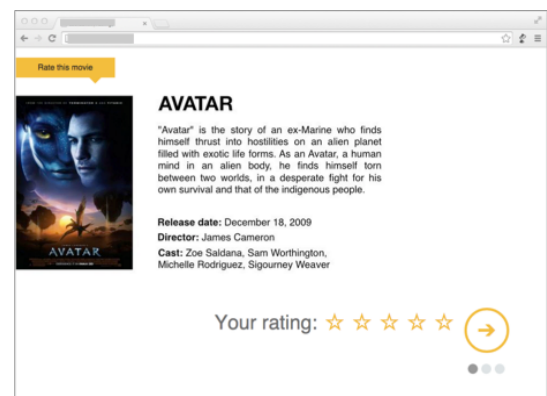 Rate this movie
AVATAR
"Avatar" is the story of an ex-Marine who finds
himself thrust into hostilities on an alien planet
filled with exotic life forms. As an Avatar, a human
mind in an alien body, he finds himself torn
between two worlds, in a desperate fight for his
own survival and that of the indigenous people.
Release date: December 18, 2009
Director: James Cameron
Cast: Zoe Saldana, Sam Worthington,
Michelle Rodriguez, Sigourney Weaver
AVATAR
Your rating: